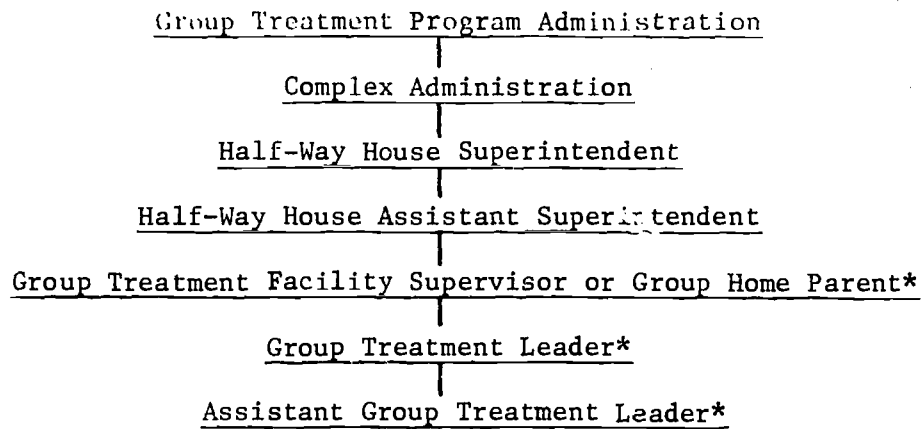 Group Treatment Program Administration
Complex Administration
Half-Way House Superintendent
Half-Way House Assistant Superintendent
Group Treatment Facility Supervisor or Group Home Parent*
Group Treatment Leader*
Assistant Group Treatment Leader*